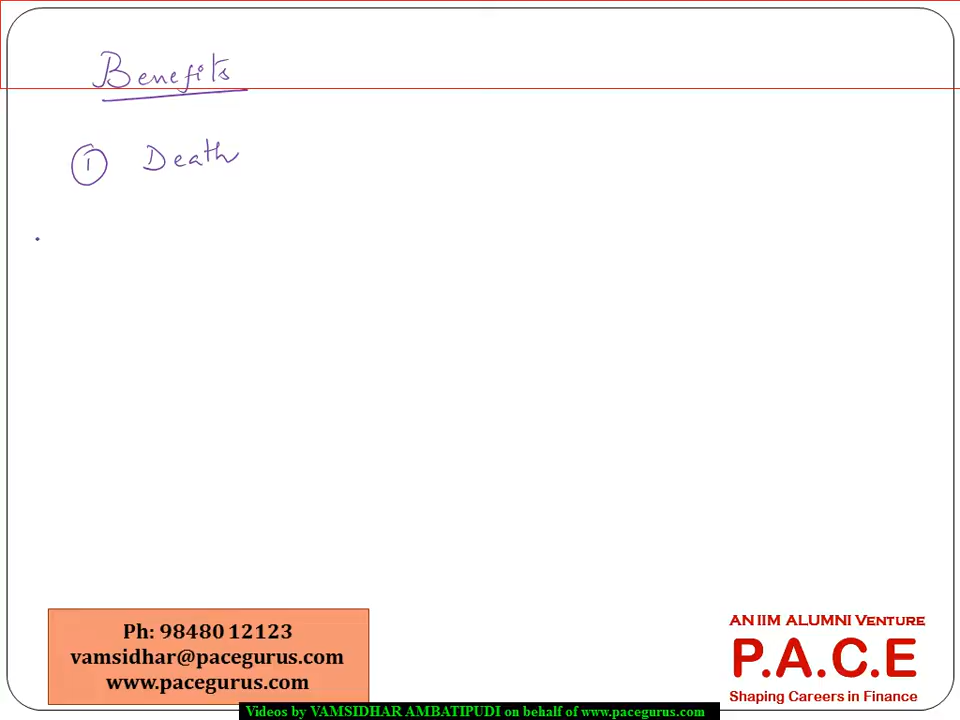 Benefits
① Death
Ph: 98480 12123
vamsidhar@pacegurus.com
www.pacegurus.com
AN IIM ALUMNI VENTURE
P.A.C.E
Shaping Careers in Finance
Videos by VAMSIDHAR AMBATIPUDI on behalf of www.pacegurus.com